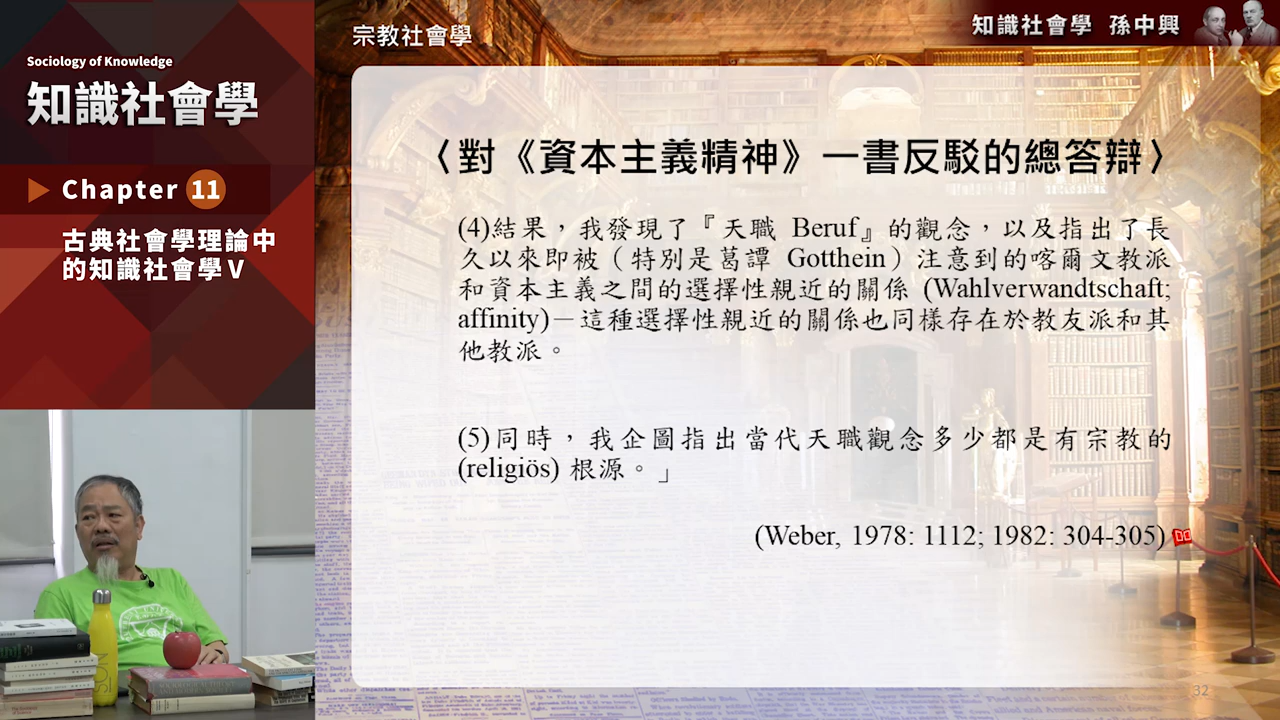 Sociology of Knowledge
知識社會學
Chapter 11
古典社會學理論中
的知識社會學 V
宗教社會學
知識社會學 孫中興
〈對《資本主義精神》一書反駁的總答辯〉
(4)結果，我發現了『天職 Beruf』的觀念，以及指出了長
久以來即被（特別是葛譚 Gotthein）注意到的喀爾文教派
和資本主義之間的選擇性親近的關係 (Wahlverwandtschaft;
affinity)－這種選擇性親近的關係也同樣存在於教友派和其
他教派。
(5)同時，我企圖指出當代天職觀念多少都是有宗教的
(religiös) 根源。」
(Weber, 1978: 1112; 1982: 304-305)
32